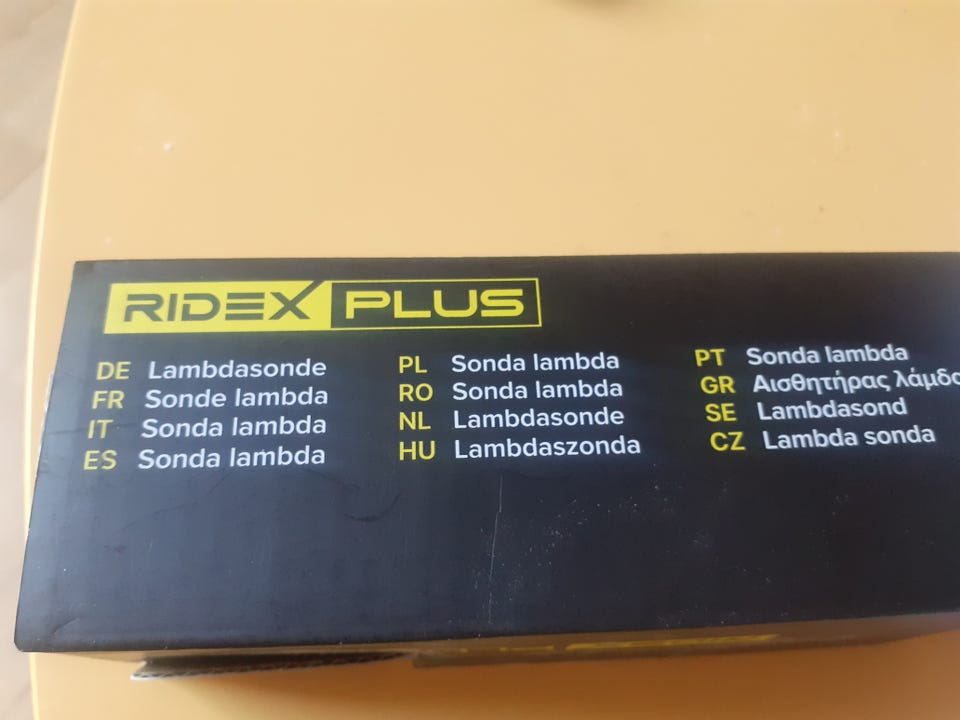 RIDEX PLUS
DE Lambdasonde
FR Sonde lambda
IT Sonda lambda
ES Sonda lambda
PL Sonda lambda
RO Sonda lambda
NL Lambdasonde
HU Lambdaszonda
PT Sonda lambda
GR Αισθητήρας
SE Lambdasond
CZ Lambda sonda